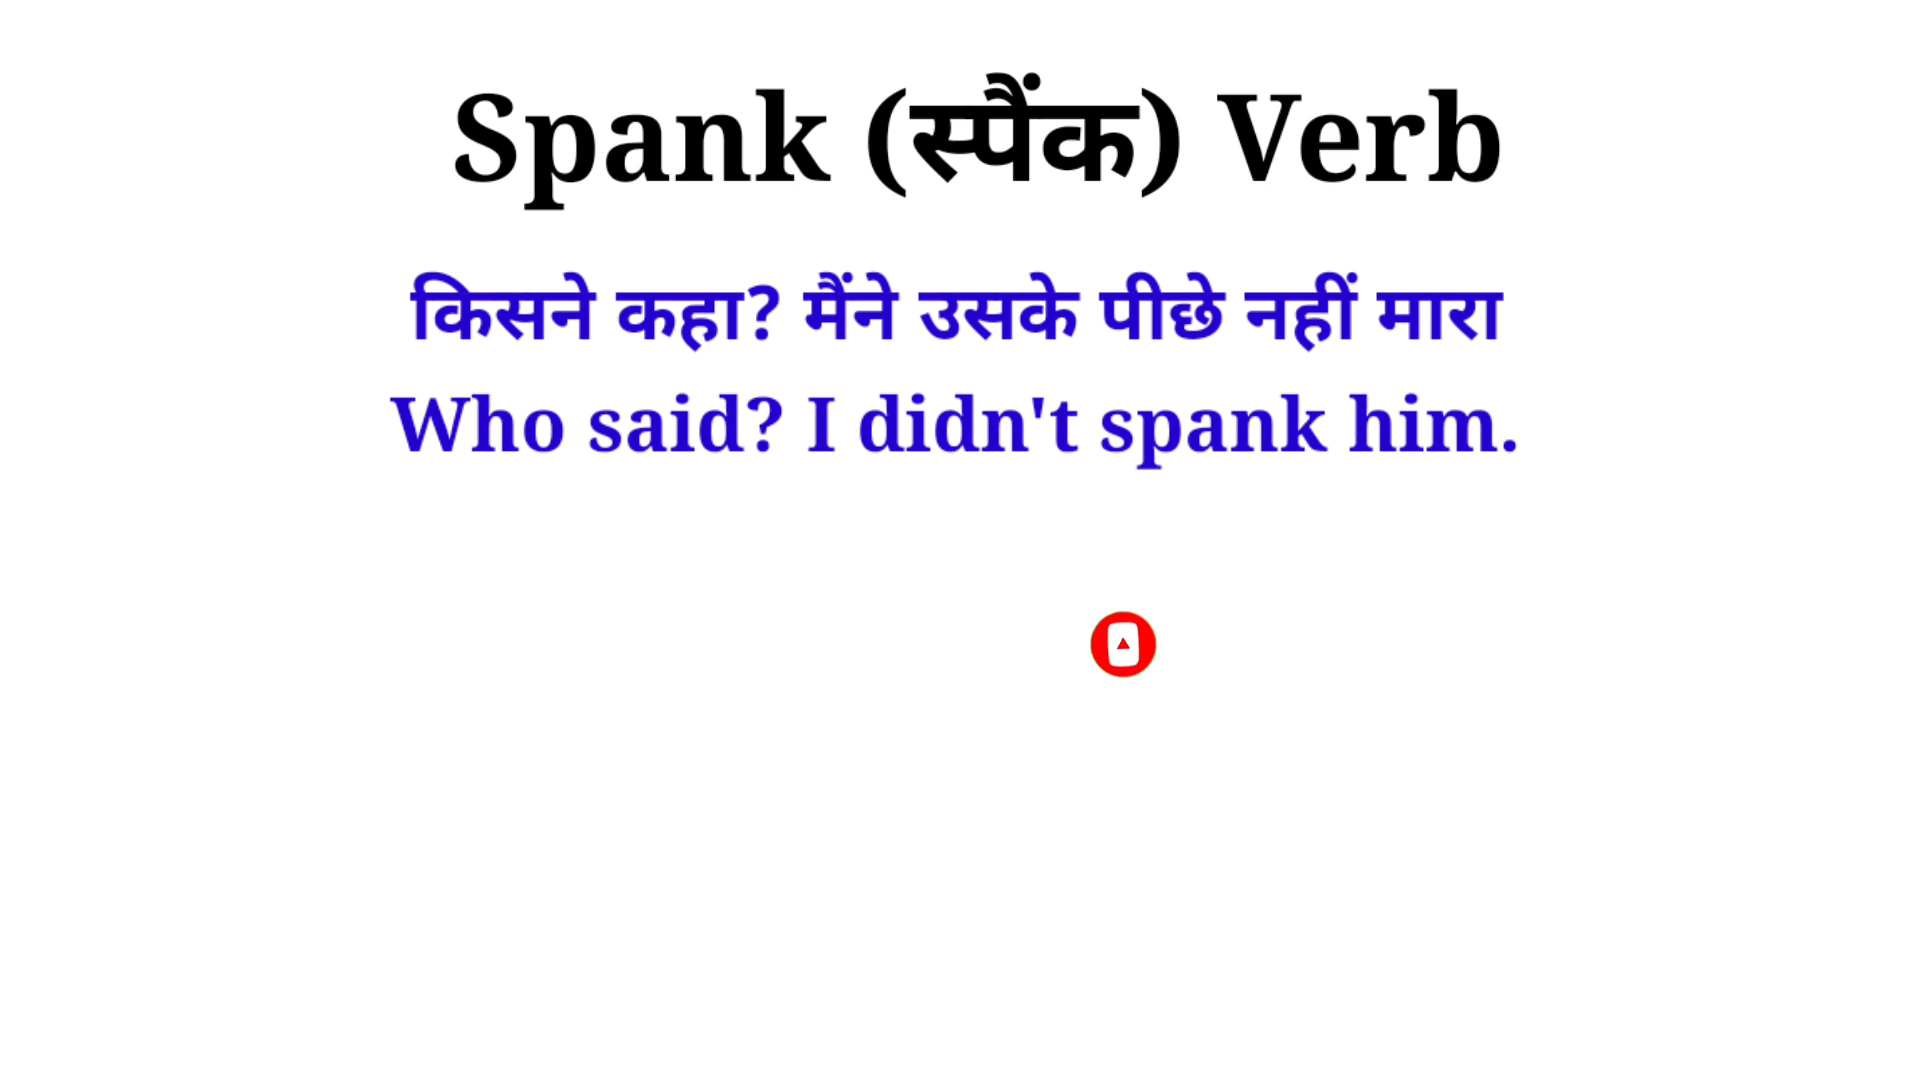 Spank (स्पैंक) Verb
किसने कहा? मैंने उसके पीछे नहीं मारा
Who said? I didn't spank him.